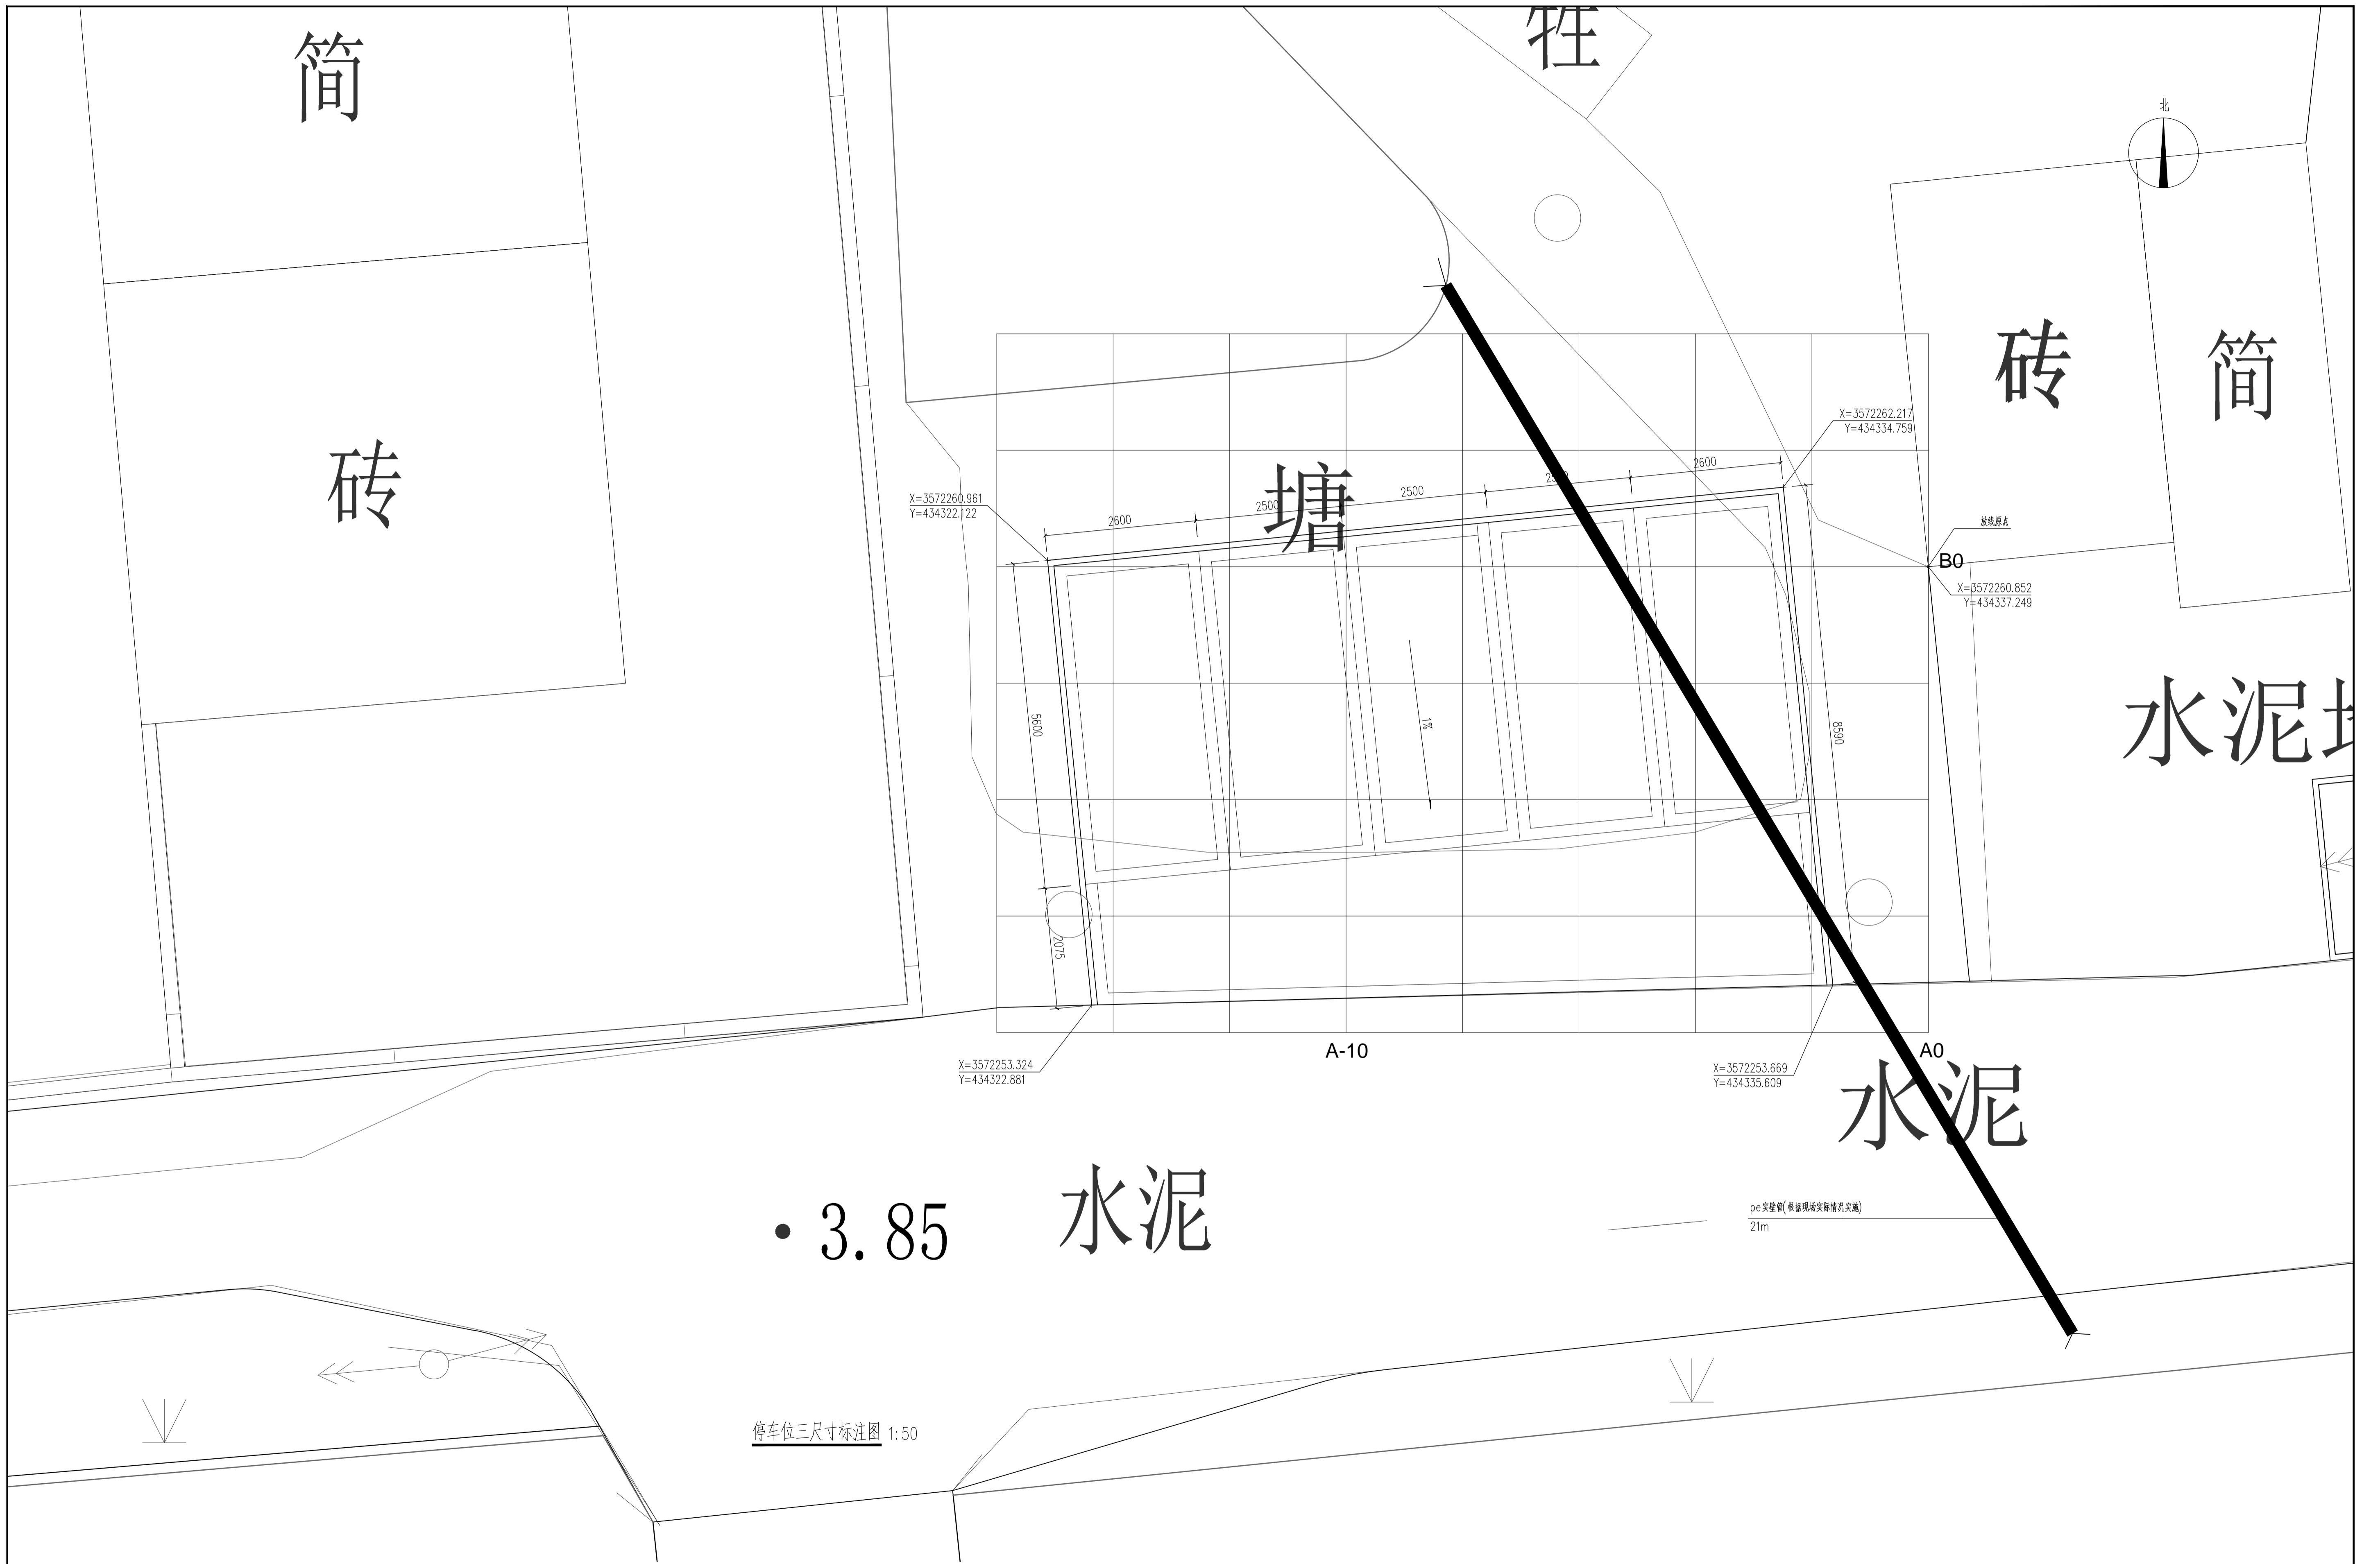 简
牲
北
砖
简
X=3572262.217
Y=434334.759
砖
塘
2600
2500
2500
2600
X=3572260.961
Y=434322.122
放线原点
B0
X=3572260.852
Y=434337.249
5600
1%
8590
水泥
2075
A-10
A0
X=3572253.324
Y=434322.881
X=3572253.669
Y=434335.609
水泥
水泥
3.85
pe实壁管(根据现场实际情况实施)
21m
停车位三尺寸标注图 1:50